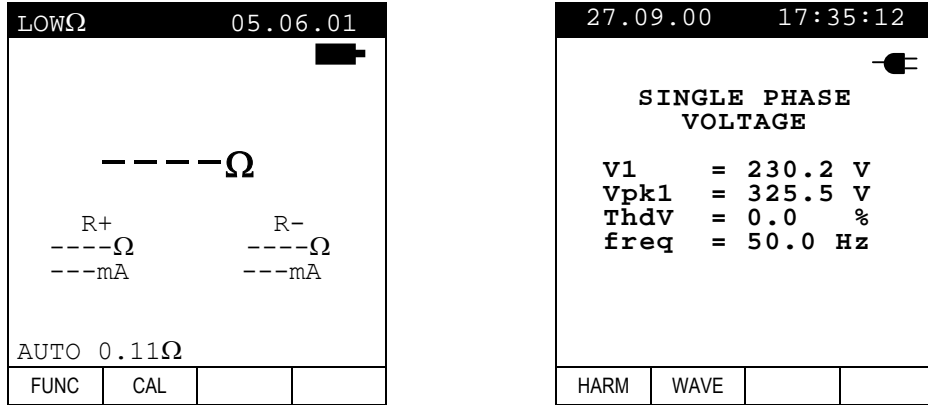 LOWΩ 05.06.01
----Ω
R+ R-
----Ω ----Ω
---mA ---mA
AUTO 0.11Ω
FUNC CAL
27.09.00 17:35:12
SINGLE PHASE
VOLTAGE
V1 = 230.2 V
Vpk1 = 325.5 V
ThdV = 0.0 %
freq = 50.0 Hz
HARM WAVE